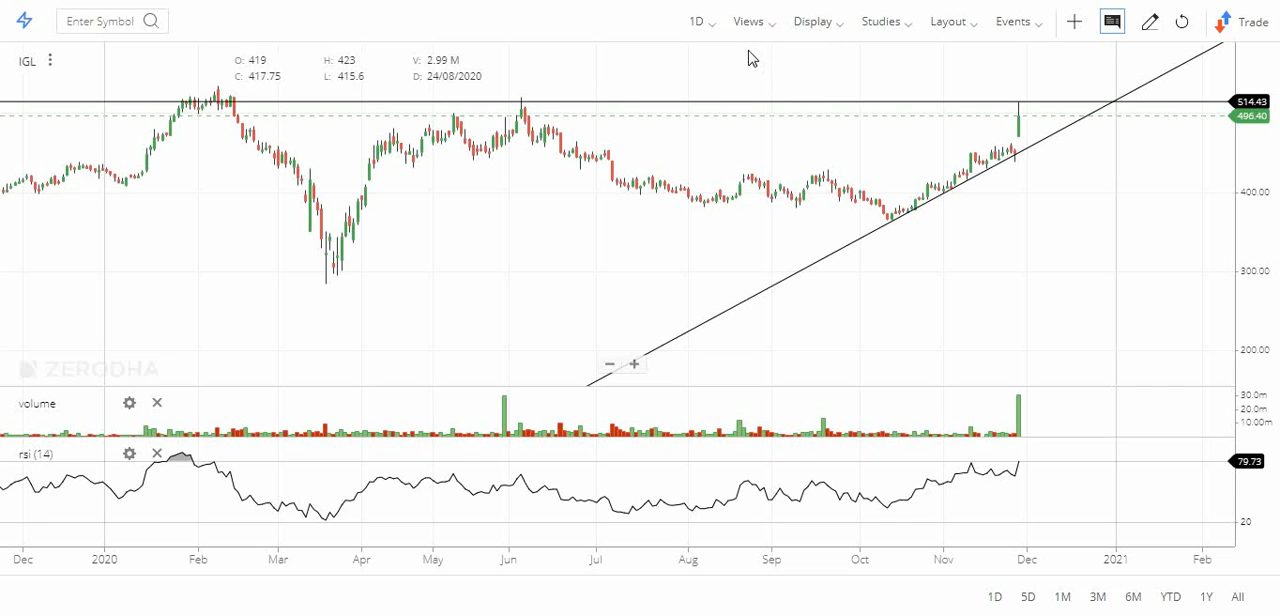 Enter Symbol 1D Views Display Studies Layout Events Trade
IGL O: 419 H: 423 V: 2.99 M
C: 417.75 L: 415.6 D: 24/08/2020
514.43
496.40
400.00
300.00
200.00
ZERODHA
volume
30.0m
20.0m
10.00m
rsi (14)
79.73
20
Dec 2020 Feb Mar Apr May Jun Jul Aug Sep Oct Nov Dec 2021 Feb
1D 5D 1M 3M 6M YTD 1Y All